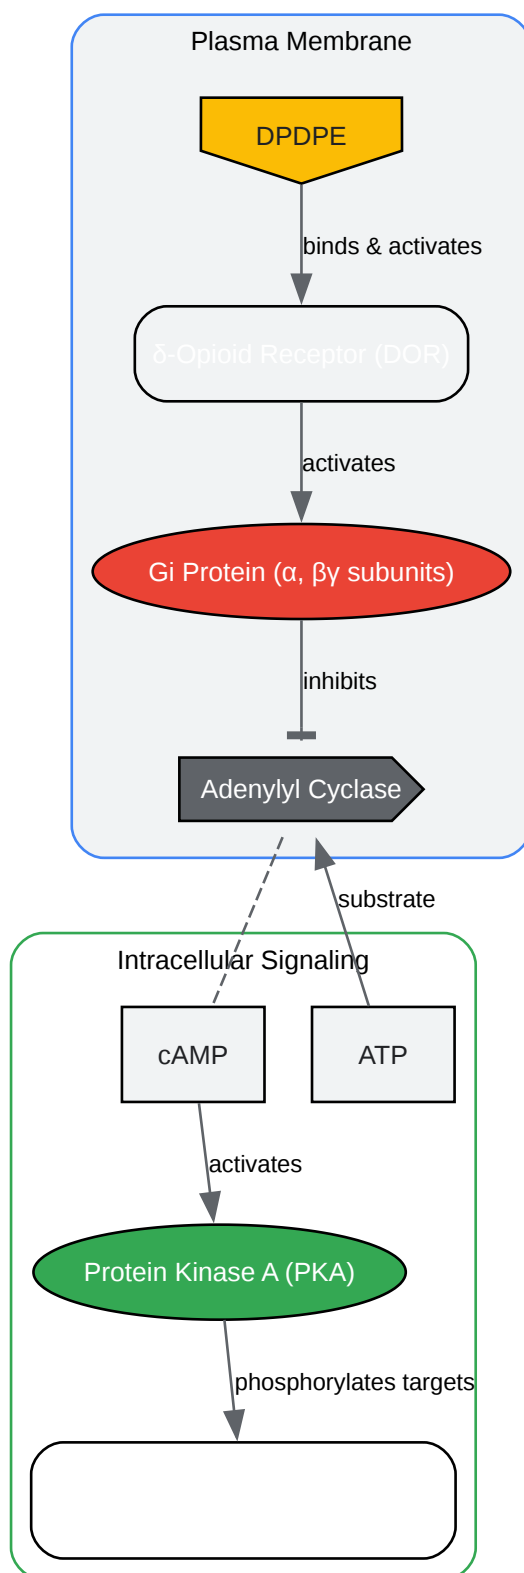 Plasma Membrane
DPDPE
binds & activates
δ-Opioid Receptor (DOR)
activates
Gi Protein (α, βγ subunits)
inhibits
Adenylyl Cyclase
substrate
Intracellular Signaling
cAMP
ATP
activates
Protein Kinase A (PKA)
phosphorylates targets